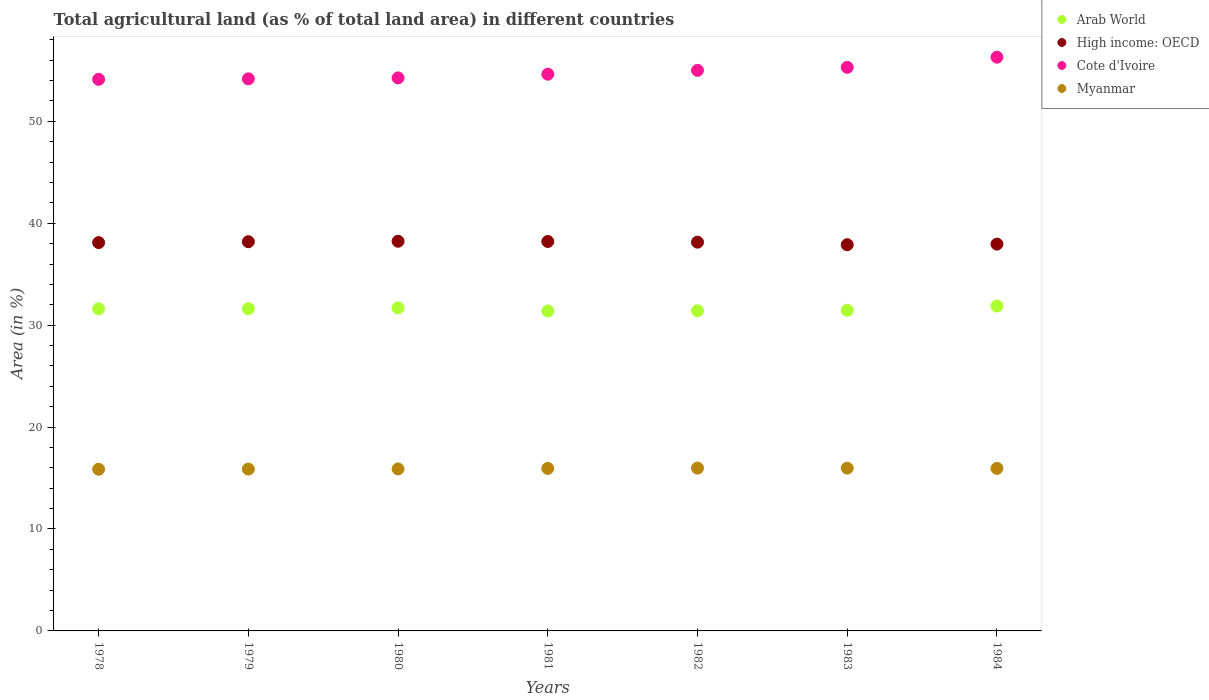 Total agricultural land (as % of total land area) in different countries
Arab World
High income: OECD
Cote d'Ivoire
Myanmar
Area (in %)
50
40
30
20
10
0
1978
1979
1980
1981
1982
1983
1984
Years